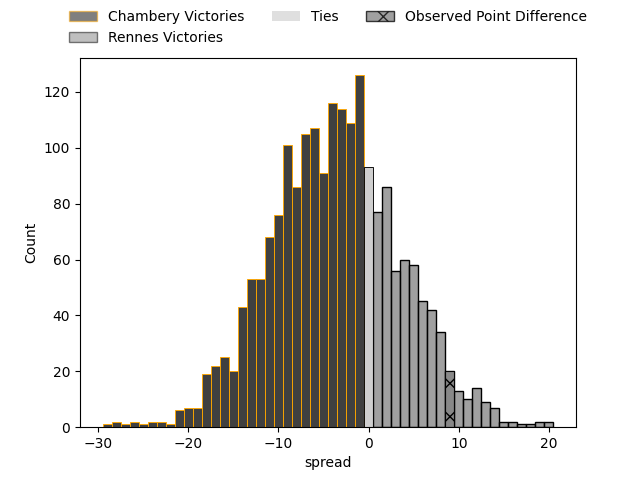 Chambery Victories Ties Observed Point Difference
Rennes Victories
120
100
80
60
40
20
0
Count
−30 −20 −10 0 10 20
spread